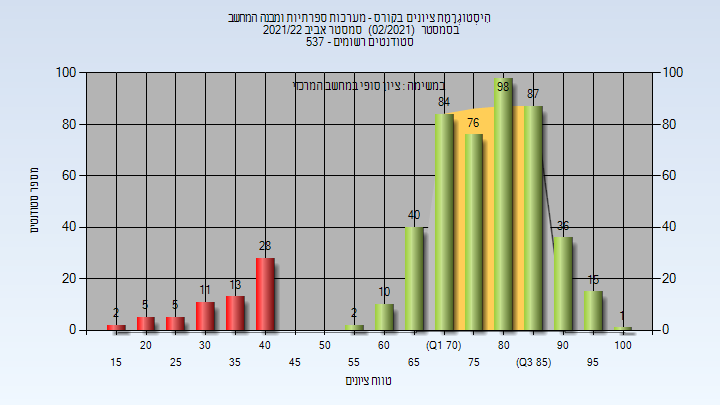 היסטוגרמת ציונים בקורס - מערכות ספרתיות ומבנה המחשב
בסמסטר (02/2021) סמסטר אביב 2021/22
סטודנטים רשומים - 537
במשימה : ציון סופי במחשב המרכזי
100 100
80 80
60 60
40 40
20 20
0 0
מספר סטודנטים
2 5 5 11 13 28 2 10 40 84 76 98 87 36 15 1
20 30 40 50 60 (Q1 70) 80 90 100
15 25 35 45 55 65 75 (Q3 85) 95
טווח ציונים